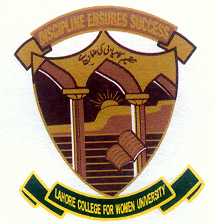 DISCIPLINE ENSURES SUCCESS
LAHORE COLLEGE FOR WOMEN UNIVERSITY